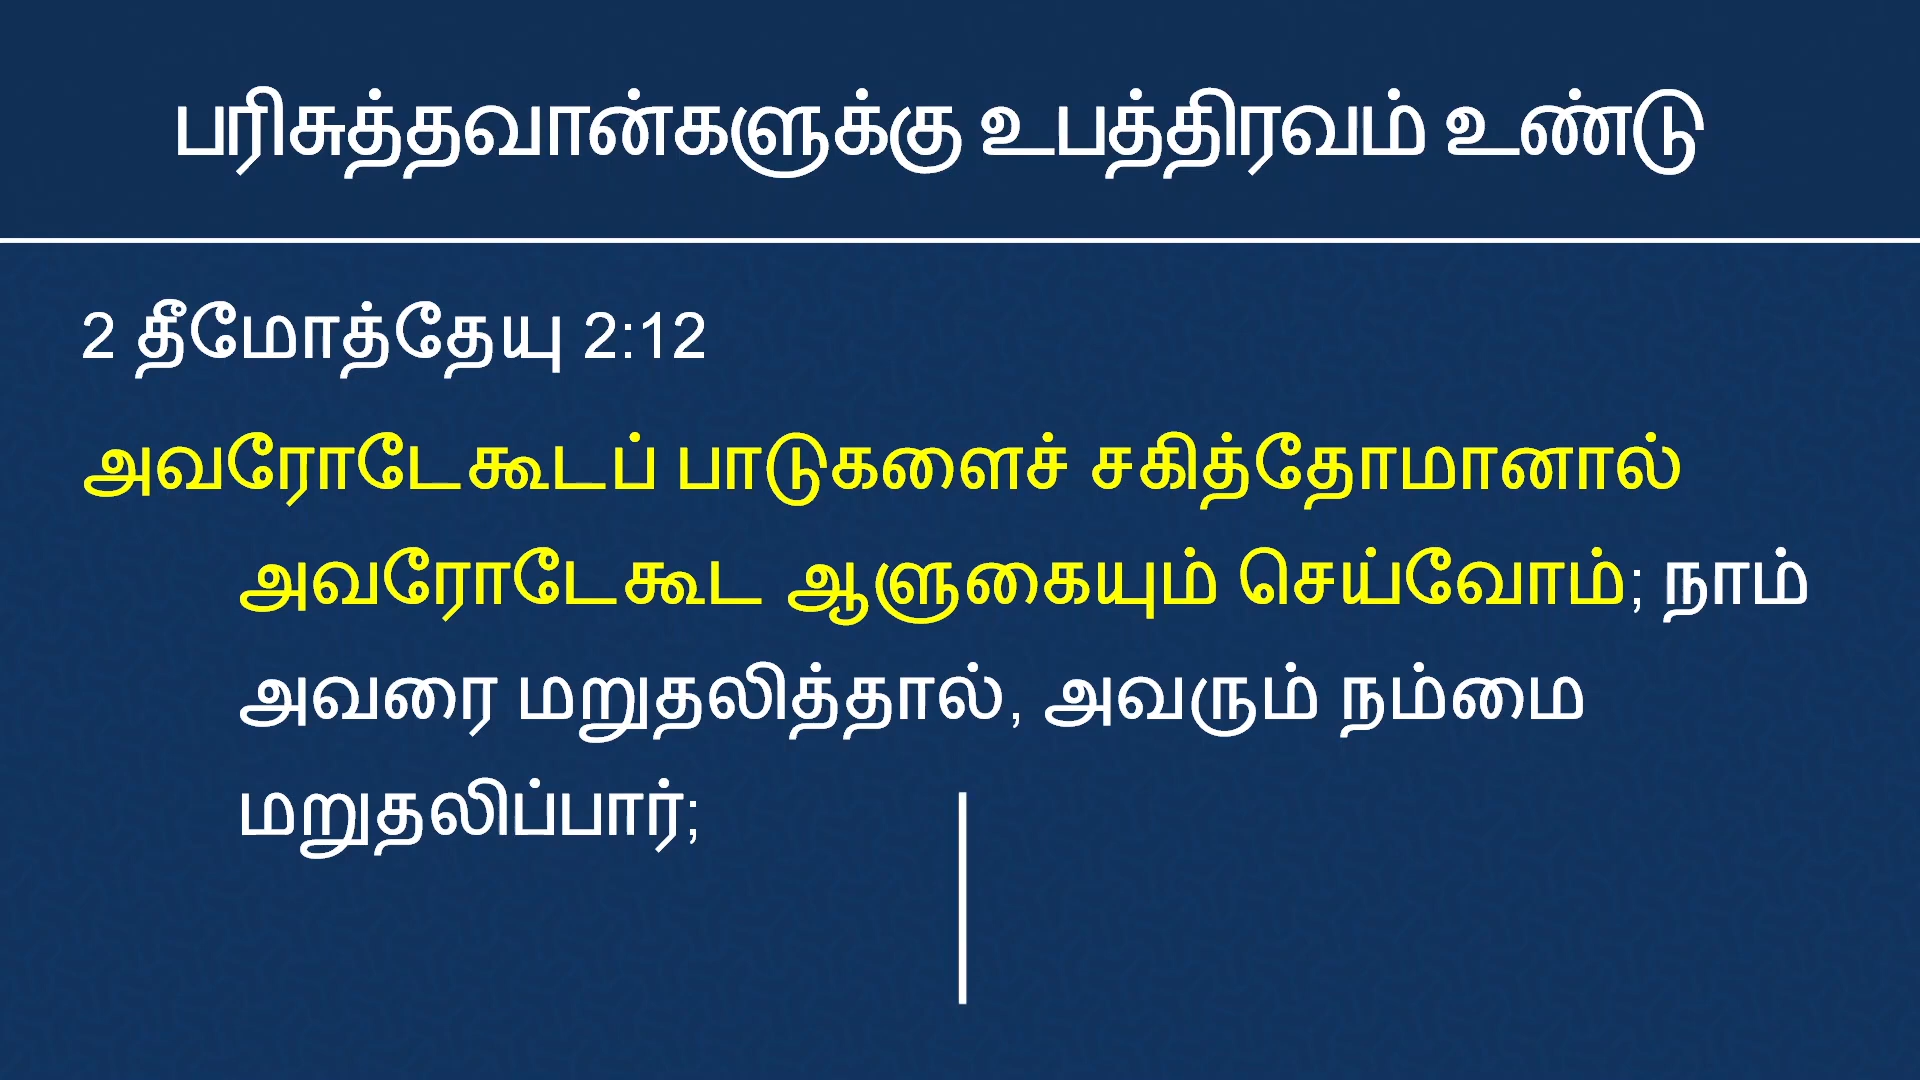 பரிசுத்தவான்களுக்கு உபத்திரவம் உண்டு
2 தீமோத்தேயு 2:12
அவரோடேகூடப் பாடுகளைச் சகித்தோமானால்
அவரோடேகூட ஆளுகையும் செய்வோம்; நாம்
அவரை மறுதலித்தால், அவரும் நம்மை
மறுதலிப்பார்;